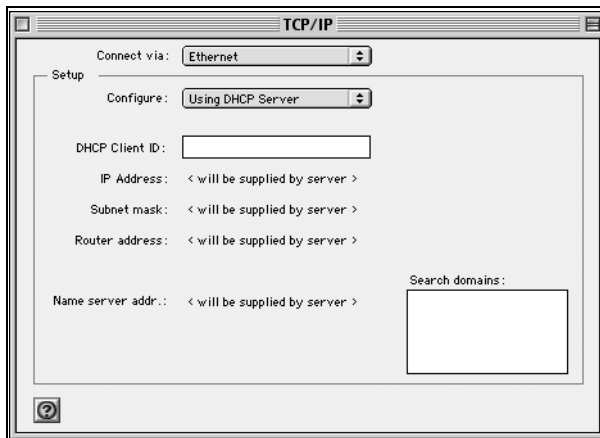 TCP/IP
Connect via: Ethernet
Setup
Configure: Using DHCP Server
DHCP Client ID:
IP Address: < will be supplied by server >
Subnet mask: < will be supplied by server >
Router address: < will be supplied by server >
Search domains:
Name server addr.: < will be supplied by server >
?